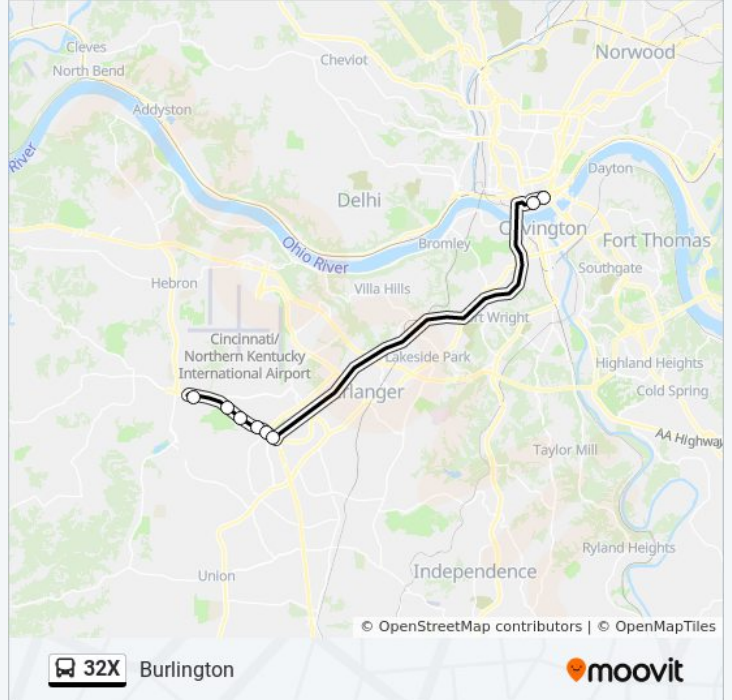 Cleves
Norwood
Cheviot
North Bend
Addyston
River
Dayton
Delhi
Covington
Fort Thomas
Bromley
Ohio River
Southgate
Hebron
Villa Hills
rt Wright
Cincinnati/
Northern Kentucky
International Airport
Lakeside Park
Highland Heights
Erlanger
Cold Spring
AA Highway
Taylor Mill
Ryland Heights
Union
Independence
© OpenStreetMap contributors | © OpenMapTiles
32X Burlington
moovit